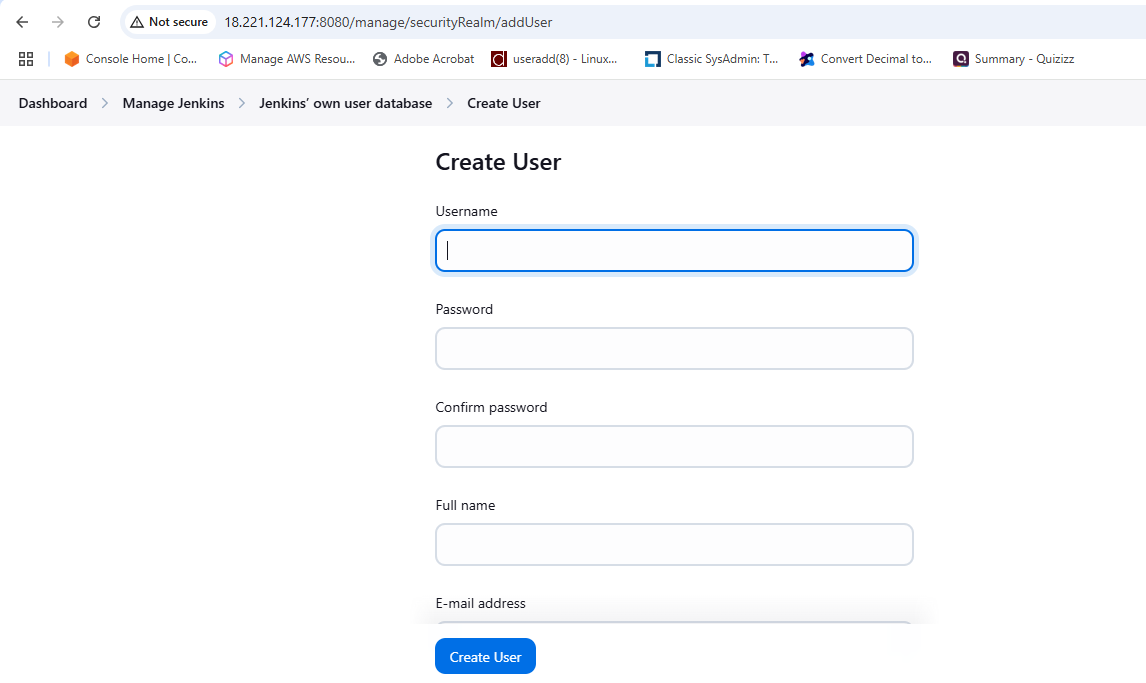 Not secure 18.221.124.177:8080/manage/securityRealm/addUser
Console Home | Co... Manage AWS Resou... Adobe Acrobat useradd(8) - Linux... Classic SysAdmin: T... Convert Decimal to... Summary - Quizizz
Dashboard > Manage Jenkins > Jenkins’ own user database > Create User
Create User
Username
Password
Confirm password
Full name
E-mail address
Create User